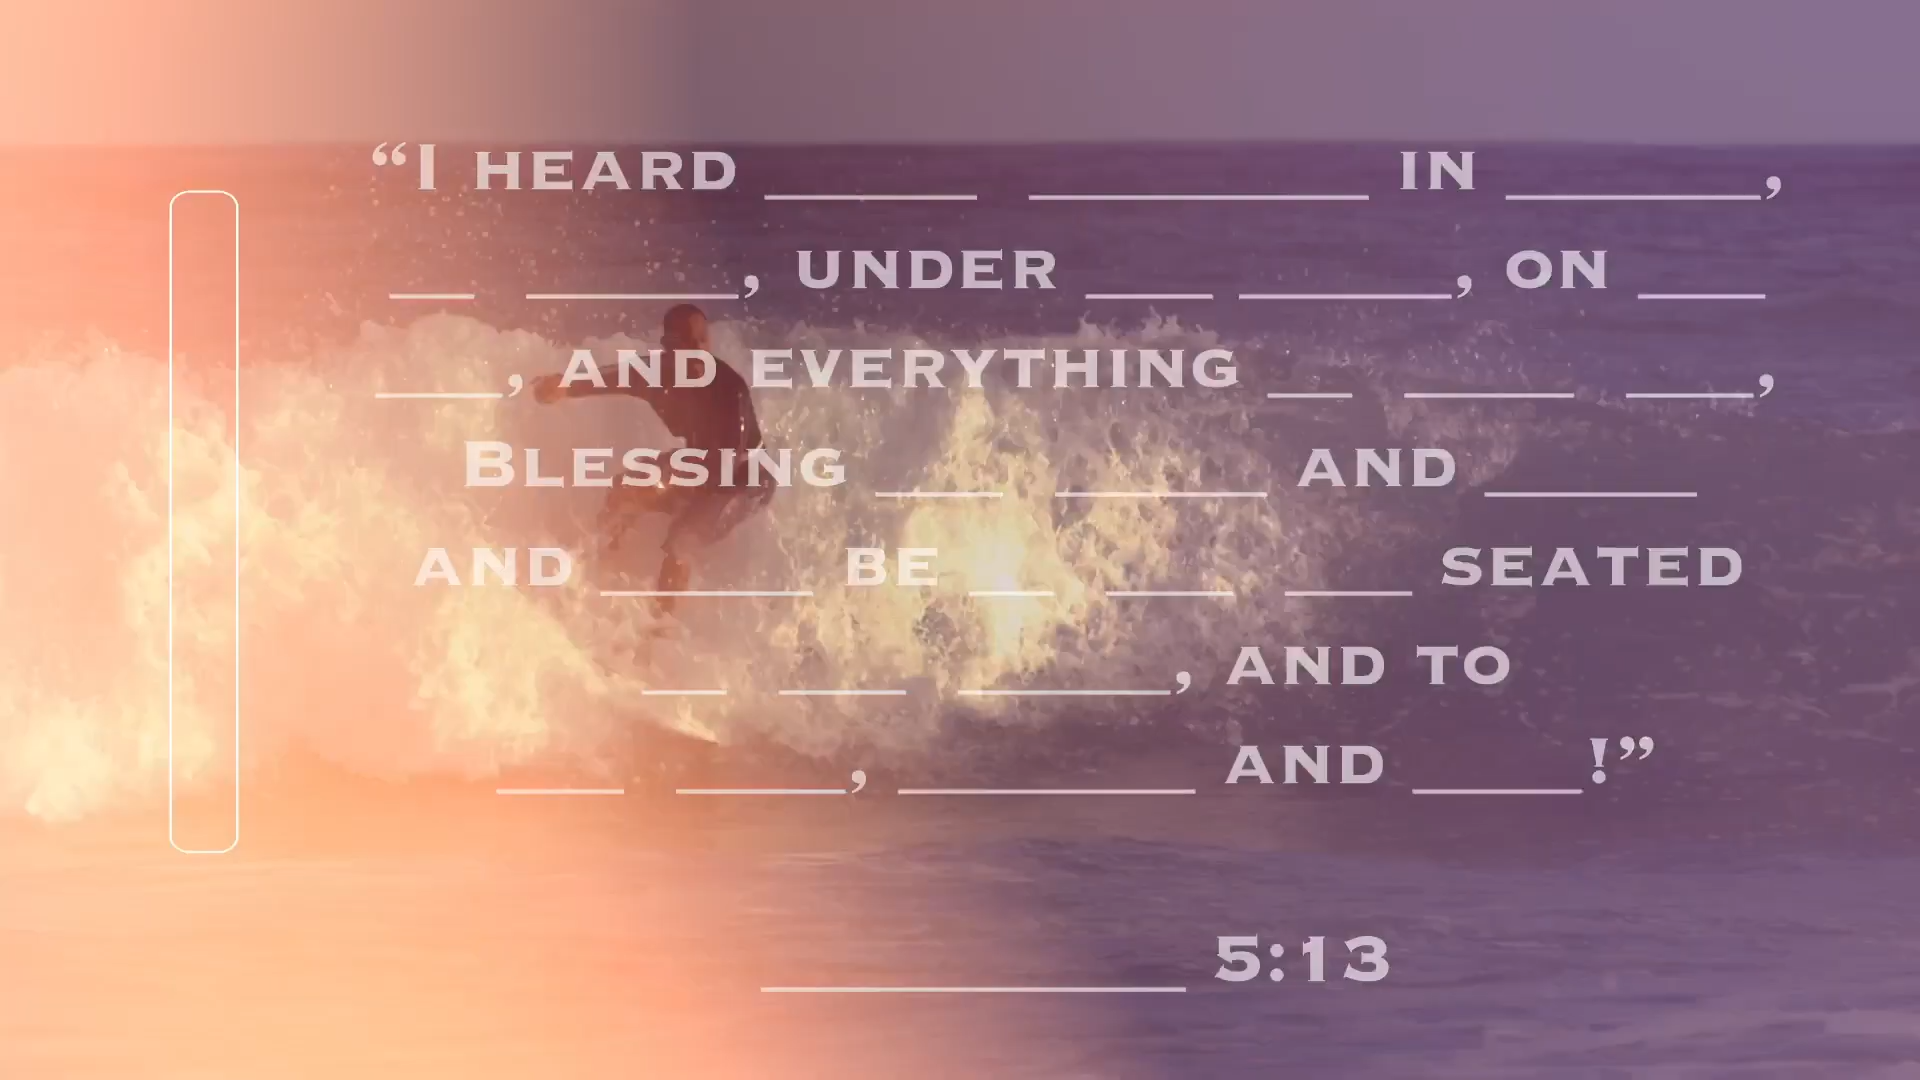 “I HEARD _____ ________ IN ______,
__ _____, UNDER ___ _____, ON ___
___, AND EVERYTHING __ ____ ___,
BLESSING ___ _____ AND _____
AND _____ BE __ ___ ___ SEATED
__ ___ _____, AND TO
___ ____, _______ AND ____!”
__________ 5:13